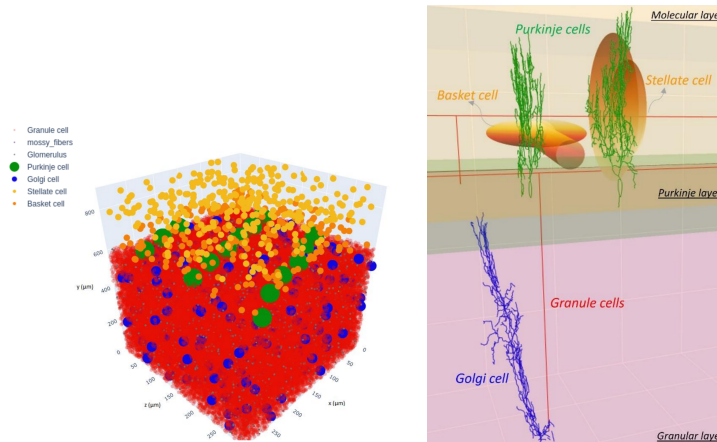 Granule cell
mossy_fibers
Glomerulus
Purkinje cell
Golgi cell
Stellate cell
Basket cell
800
600
400
200
0
y (µm)
50
100
150
200
250
z (µm)
0
50
100
150
200
250
x (µm)
Molecular layer
Purkinje cells
Stellate cell
Basket cell
Purkinje layer
Granule cells
Golgi cell
Granular layer